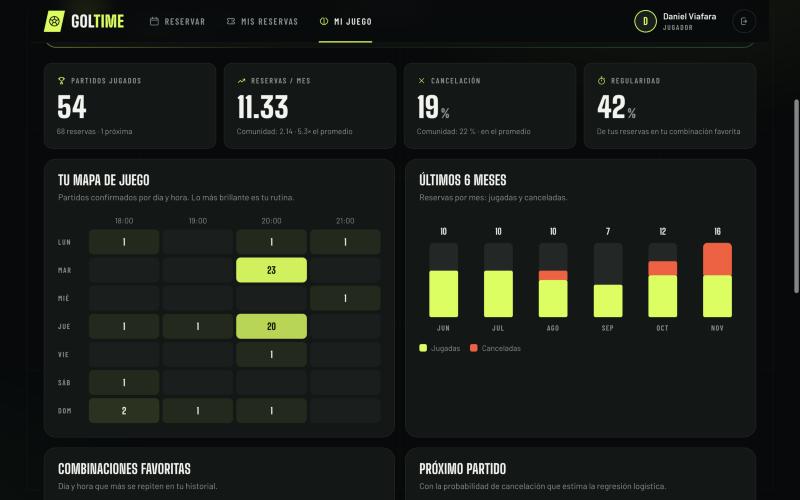 GOLTIME
RESERVAR
MIS RESERVAS
MI JUEGO
D
Daniel Viafara
JUGADOR
PARTIDOS JUGADOS
54
68 reservas · 1 próxima
RESERVAS / MES
11.33
Comunidad: 2.14 · 5.3× el promedio
CANCELACIÓN
19%
Comunidad: 22 % · en el promedio
REGULARIDAD
42%
De tus reservas en tu combinación favorita
TU MAPA DE JUEGO
Partidos confirmados por día y hora. Lo más brillante es tu rutina.
18:00 19:00 20:00 21:00
LUN 1 1 1
MAR 23
MIÉ 1
JUE 1 1 20
VIE 1
SÁB 1
DOM 2 1 1
ÚLTIMOS 6 MESES
Reservas por mes: jugadas y canceladas.
10 10 10 7 12 16
JUN JUL AGO SEP OCT NOV
Jugadas Canceladas
COMBINACIONES FAVORITAS
Día y hora que más se repiten en tu historial.
PRÓXIMO PARTIDO
Con la probabilidad de cancelación que estima la regresión logística.